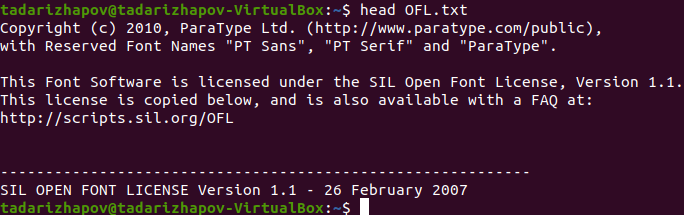 tadarizhapov@tadarizhapov-VirtualBox:~$ head OFL.txt
Copyright (c) 2010, ParaType Ltd. (http://www.paratype.com/public),
with Reserved Font Names "PT Sans", "PT Serif" and "ParaType".

This Font Software is licensed under the SIL Open Font License, Version 1.1.
This license is copied below, and is also available with a FAQ at:
http://scripts.sil.org/OFL


-----------------------------------------------------------
SIL OPEN FONT LICENSE Version 1.1 - 26 February 2007
tadarizhapov@tadarizhapov-VirtualBox:~$